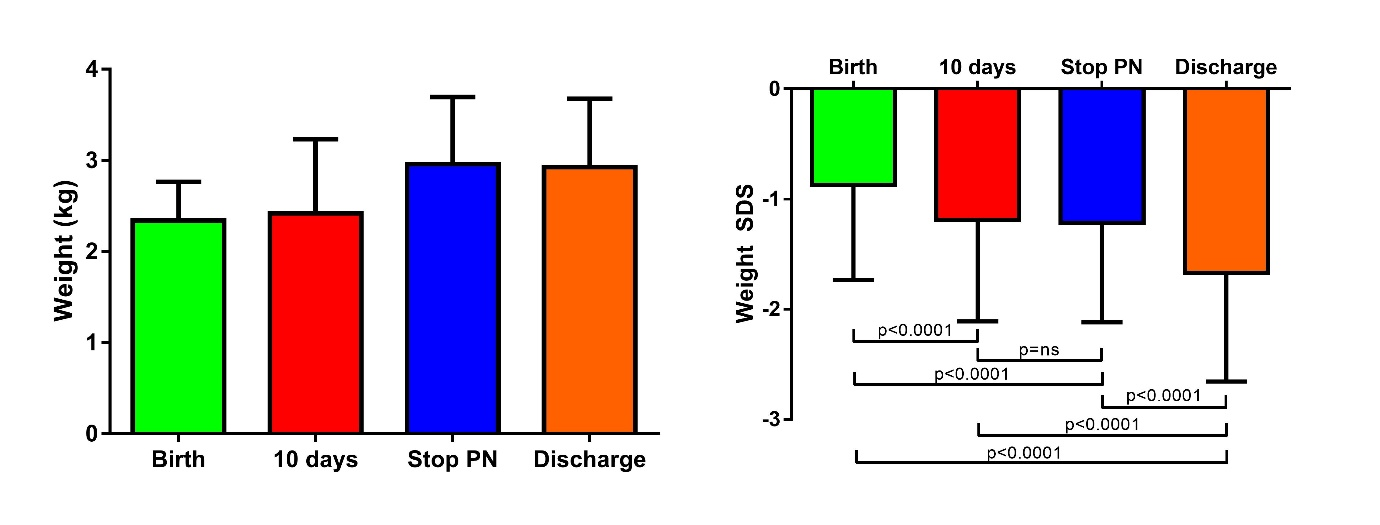 4
3
2
1
0
Weight (kg)
Birth 10 days Stop PN Discharge
Birth 10 days Stop PN Discharge
0
-1
-2
-3
Weight SDS
p<0.0001
p=ns
p<0.0001
p<0.0001
p<0.0001
p<0.0001